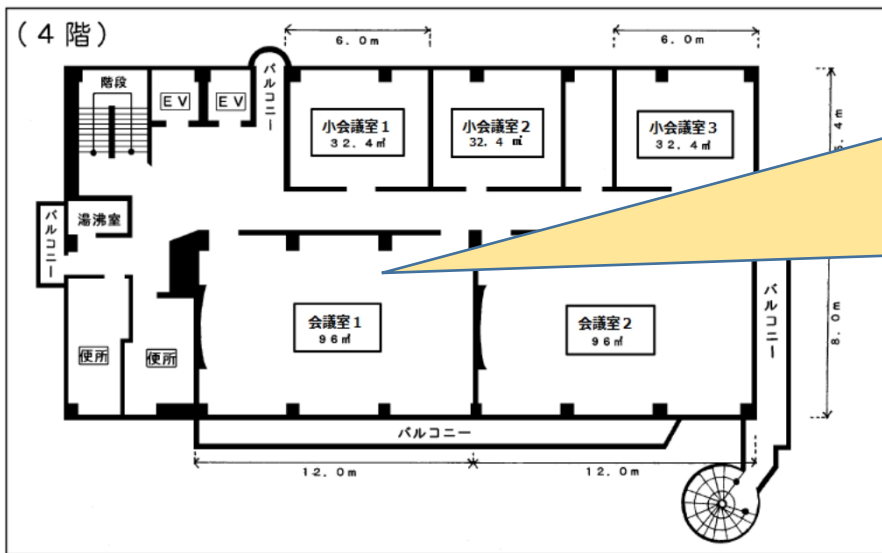 (4階)
6.0m
6.0m
階段
EV
EV
バルコニー
小会議室1
32.4㎡
小会議室2
32.4㎡
小会議室3
32.4㎡
5.4m
バルコニー
湯沸室
会議室1
96㎡
会議室2
96㎡
バルコニー
8.0m
便所
便所
バルコニー
12.0m
12.0m